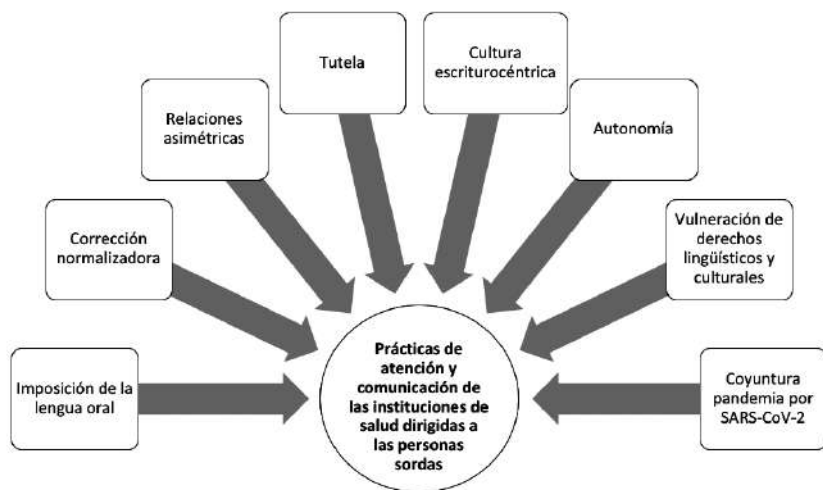 Tutela
Cultura
escriturocéntrica
Relaciones
asimétricas
Autonomía
Corrección
normalizadora
Vulneración de
derechos
lingüísticos y
culturales
Imposición de la
lengua oral
Prácticas de
atención y
comunicación de
las instituciones de
salud dirigidas a
las personas
sordas
Coyuntura
pandemia por
SARS-CoV-2